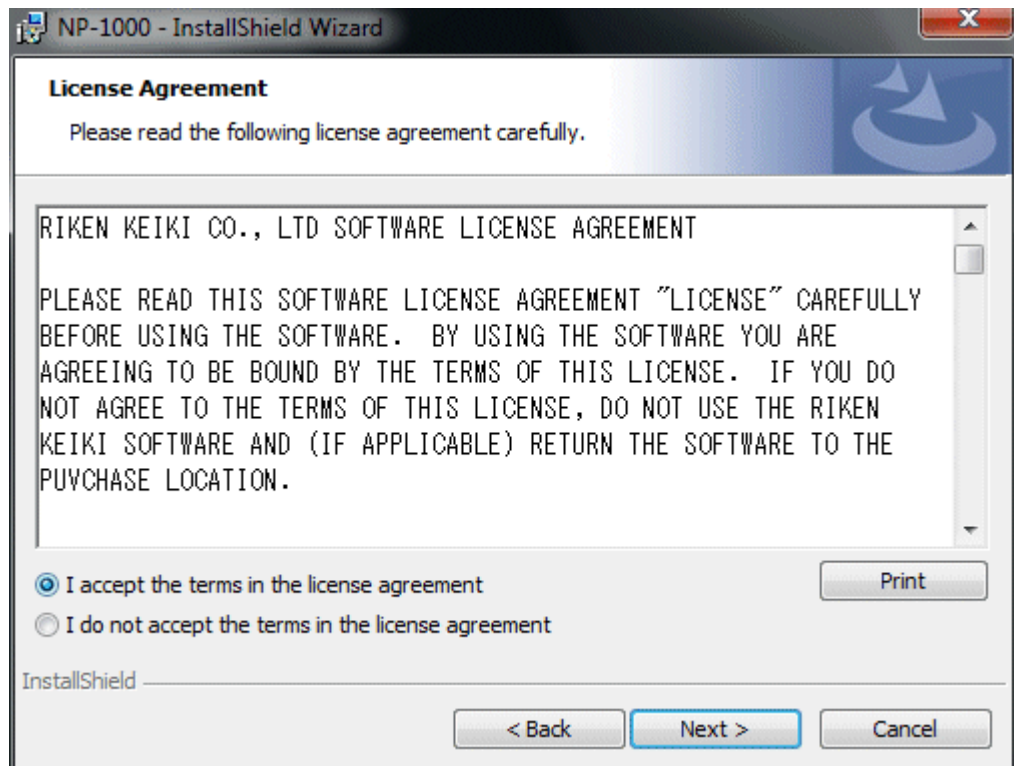 NP-1000 - InstallShield Wizard
License Agreement
Please read the following license agreement carefully.
RIKEN KEIKI CO., LTD SOFTWARE LICENSE AGREEMENT
PLEASE READ THIS SOFTWARE LICENSE AGREEMENT "LICENSE" CAREFULLY
BEFORE USING THE SOFTWARE.  BY USING THE SOFTWARE YOU ARE
AGREEING TO BE BOUND BY THE TERMS OF THIS LICENSE.  IF YOU DO
NOT AGREE TO THE TERMS OF THIS LICENSE, DO NOT USE THE RIKEN
KEIKI SOFTWARE AND (IF APPLICABLE) RETURN THE SOFTWARE TO THE
PUVCHASE LOCATION.
I accept the terms in the license agreement
Print
I do not accept the terms in the license agreement
InstallShield
< Back
Next >
Cancel